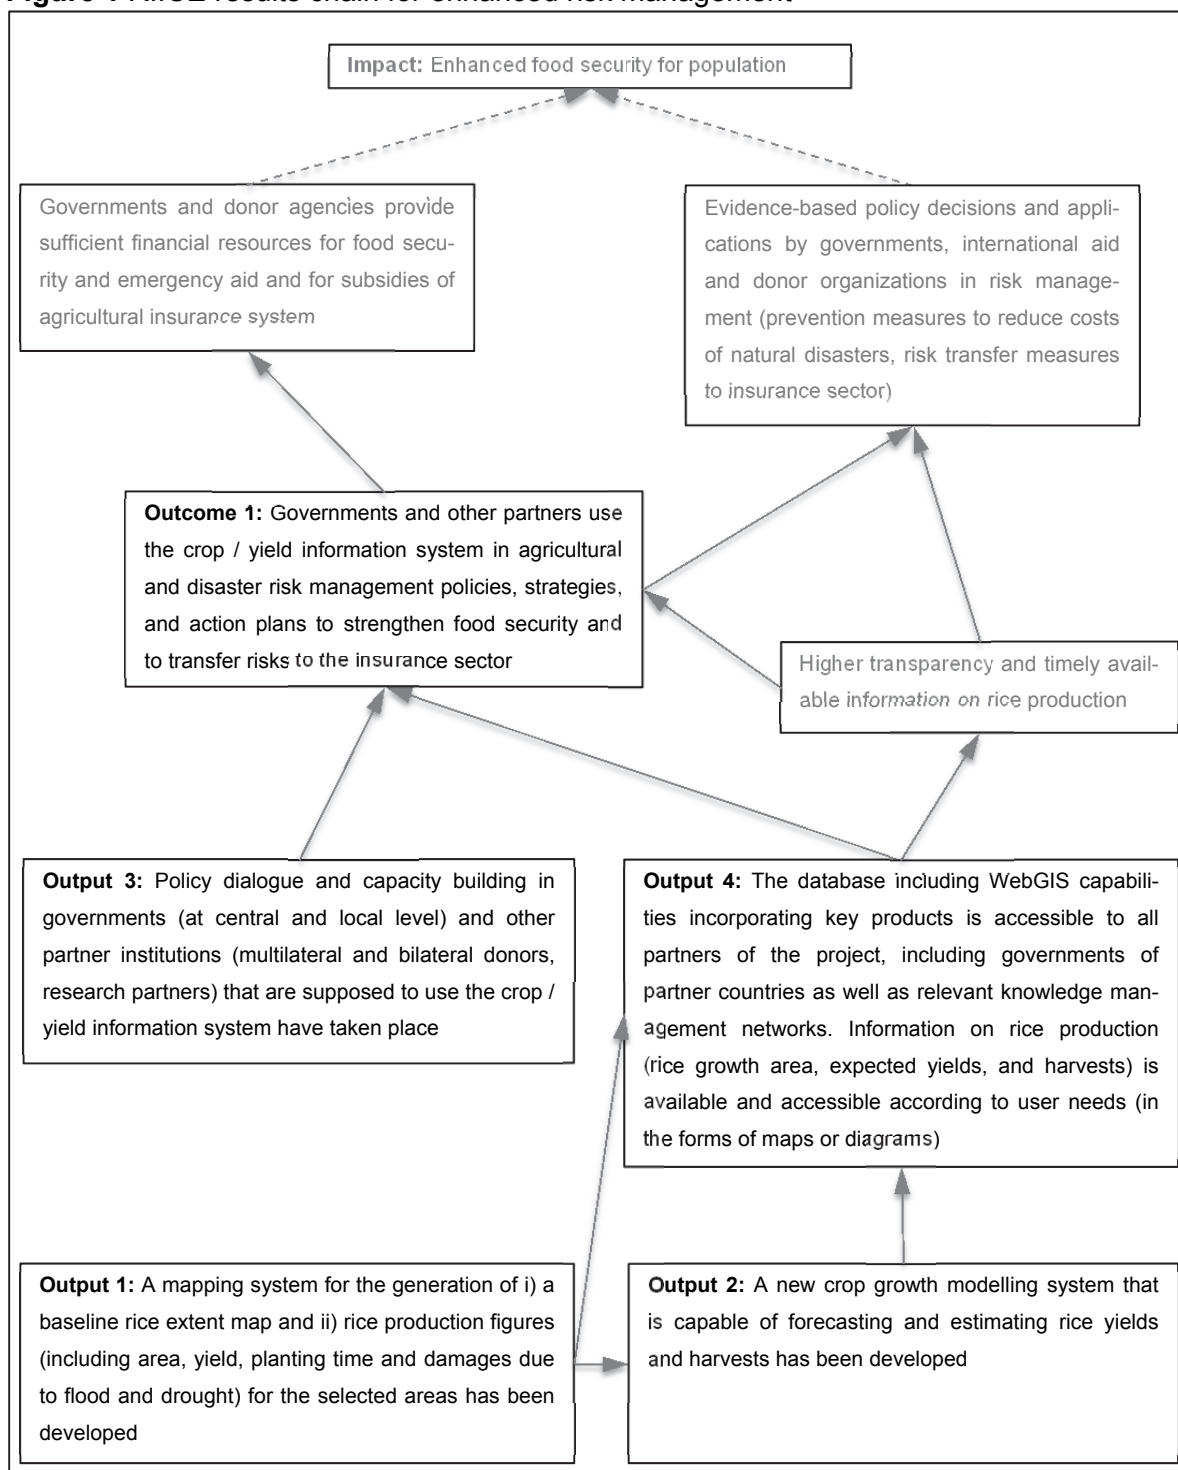 Impact: Enhanced food security for population
Governments and donor agencies provide
sufficient financial resources for food secu-
rity and emergency aid and for subsidies of
agricultural insurance system
Evidence-based policy decisions and appli-
cations by governments, international aid
and donor organizations in risk manage-
ment (prevention measures to reduce costs
of natural disasters, risk transfer measures
to insurance sector)
Outcome 1: Governments and other partners use
the crop / yield information system in agricultural
and disaster risk management policies, strategies,
and action plans to strengthen food security and
to transfer risks to the insurance sector
Higher transparency and timely avail-
able information on rice production
Output 3: Policy dialogue and capacity building in
governments (at central and local level) and other
partner institutions (multilateral and bilateral donors,
research partners) that are supposed to use the crop /
yield information system have taken place
Output 4: The database including WebGIS capabili-
ties incorporating key products is accessible to all
partners of the project, including governments of
partner countries as well as relevant knowledge man-
agement networks. Information on rice production
(rice growth area, expected yields, and harvests) is
available and accessible according to user needs (in
the forms of maps or diagrams)
Output 1: A mapping system for the generation of i) a
baseline rice extent map and ii) rice production figures
(including area, yield, planting time and damages due
to flood and drought) for the selected areas has been
developed
Output 2: A new crop growth modelling system that
is capable of forecasting and estimating rice yields
and harvests has been developed